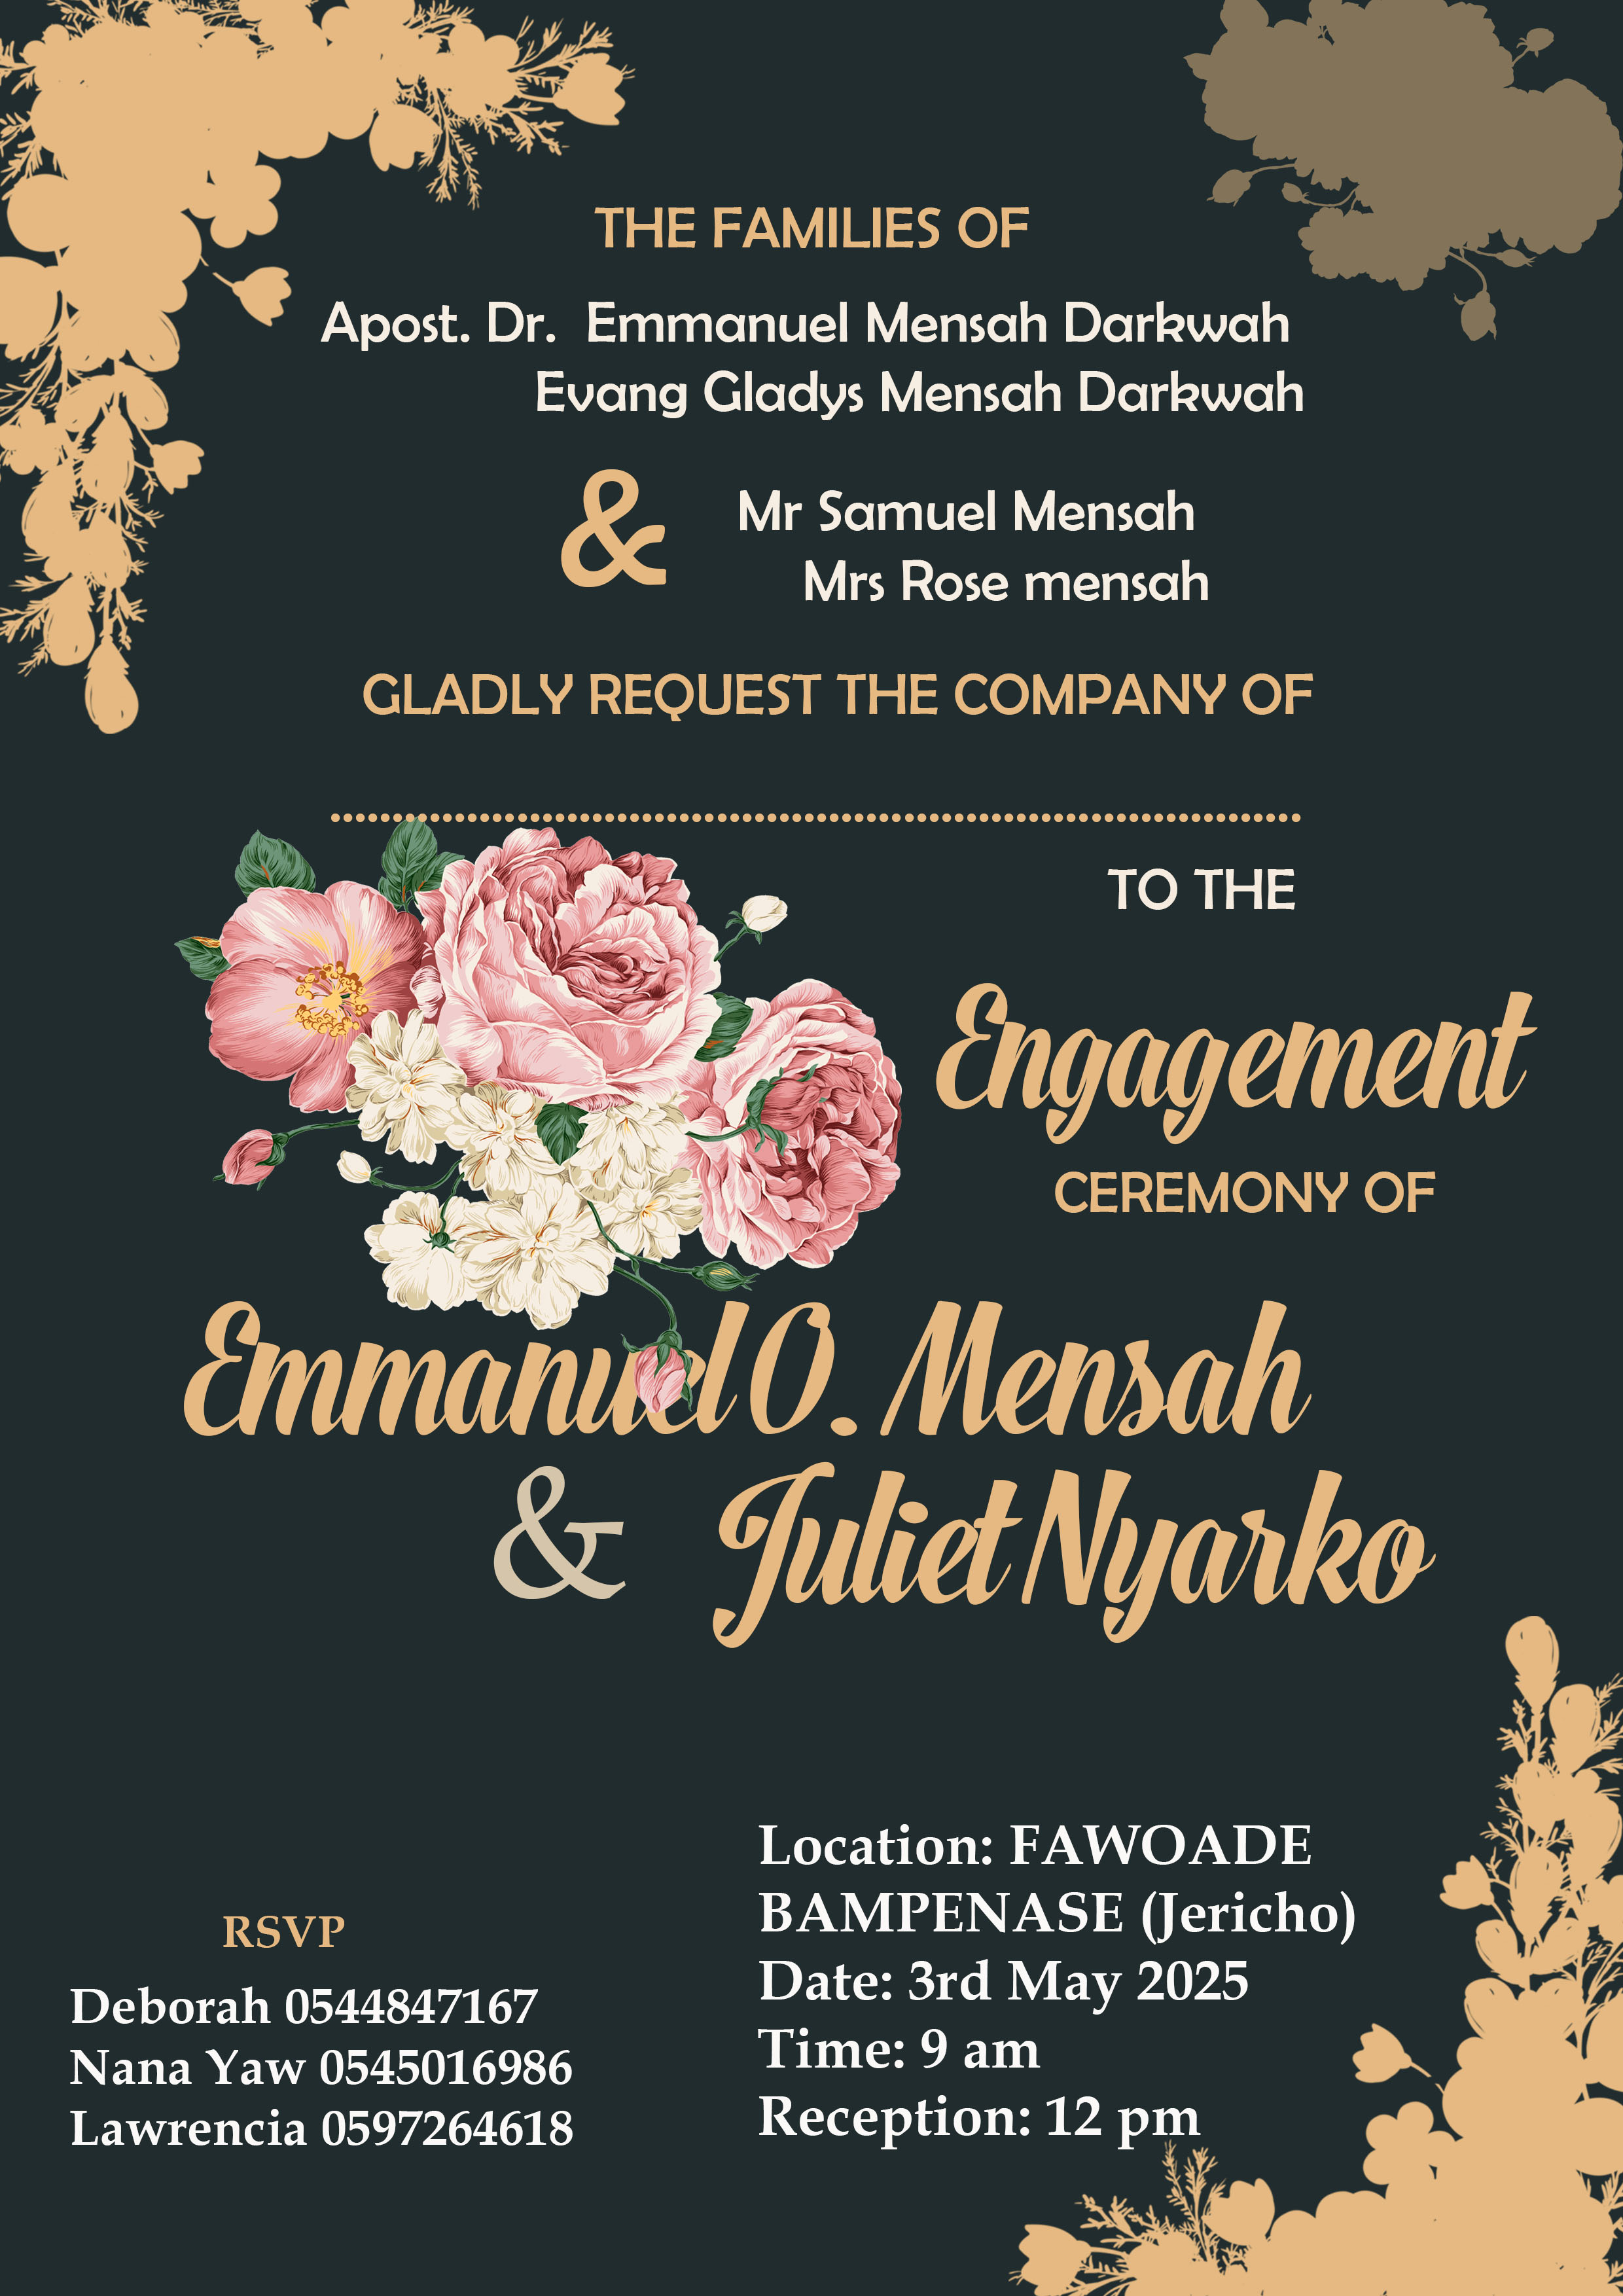 THE FAMILIES OF
Apost. Dr. Emmanuel Mensah Darkwah
Evang Gladys Mensah Darkwah
& Mr Samuel Mensah
Mrs Rose mensah
GLADLY REQUEST THE COMPANY OF
TO THE
Engagement
CEREMONY OF
Emmanuel O. Mensah
& Juliet Nyarko
RSVP
Deborah 0544847167
Nana Yaw 0545016986
Lawrencia 0597264618
Location: FAWOADE
BAMPENASE (Jericho)
Date: 3rd May 2025
Time: 9 am
Reception: 12 pm